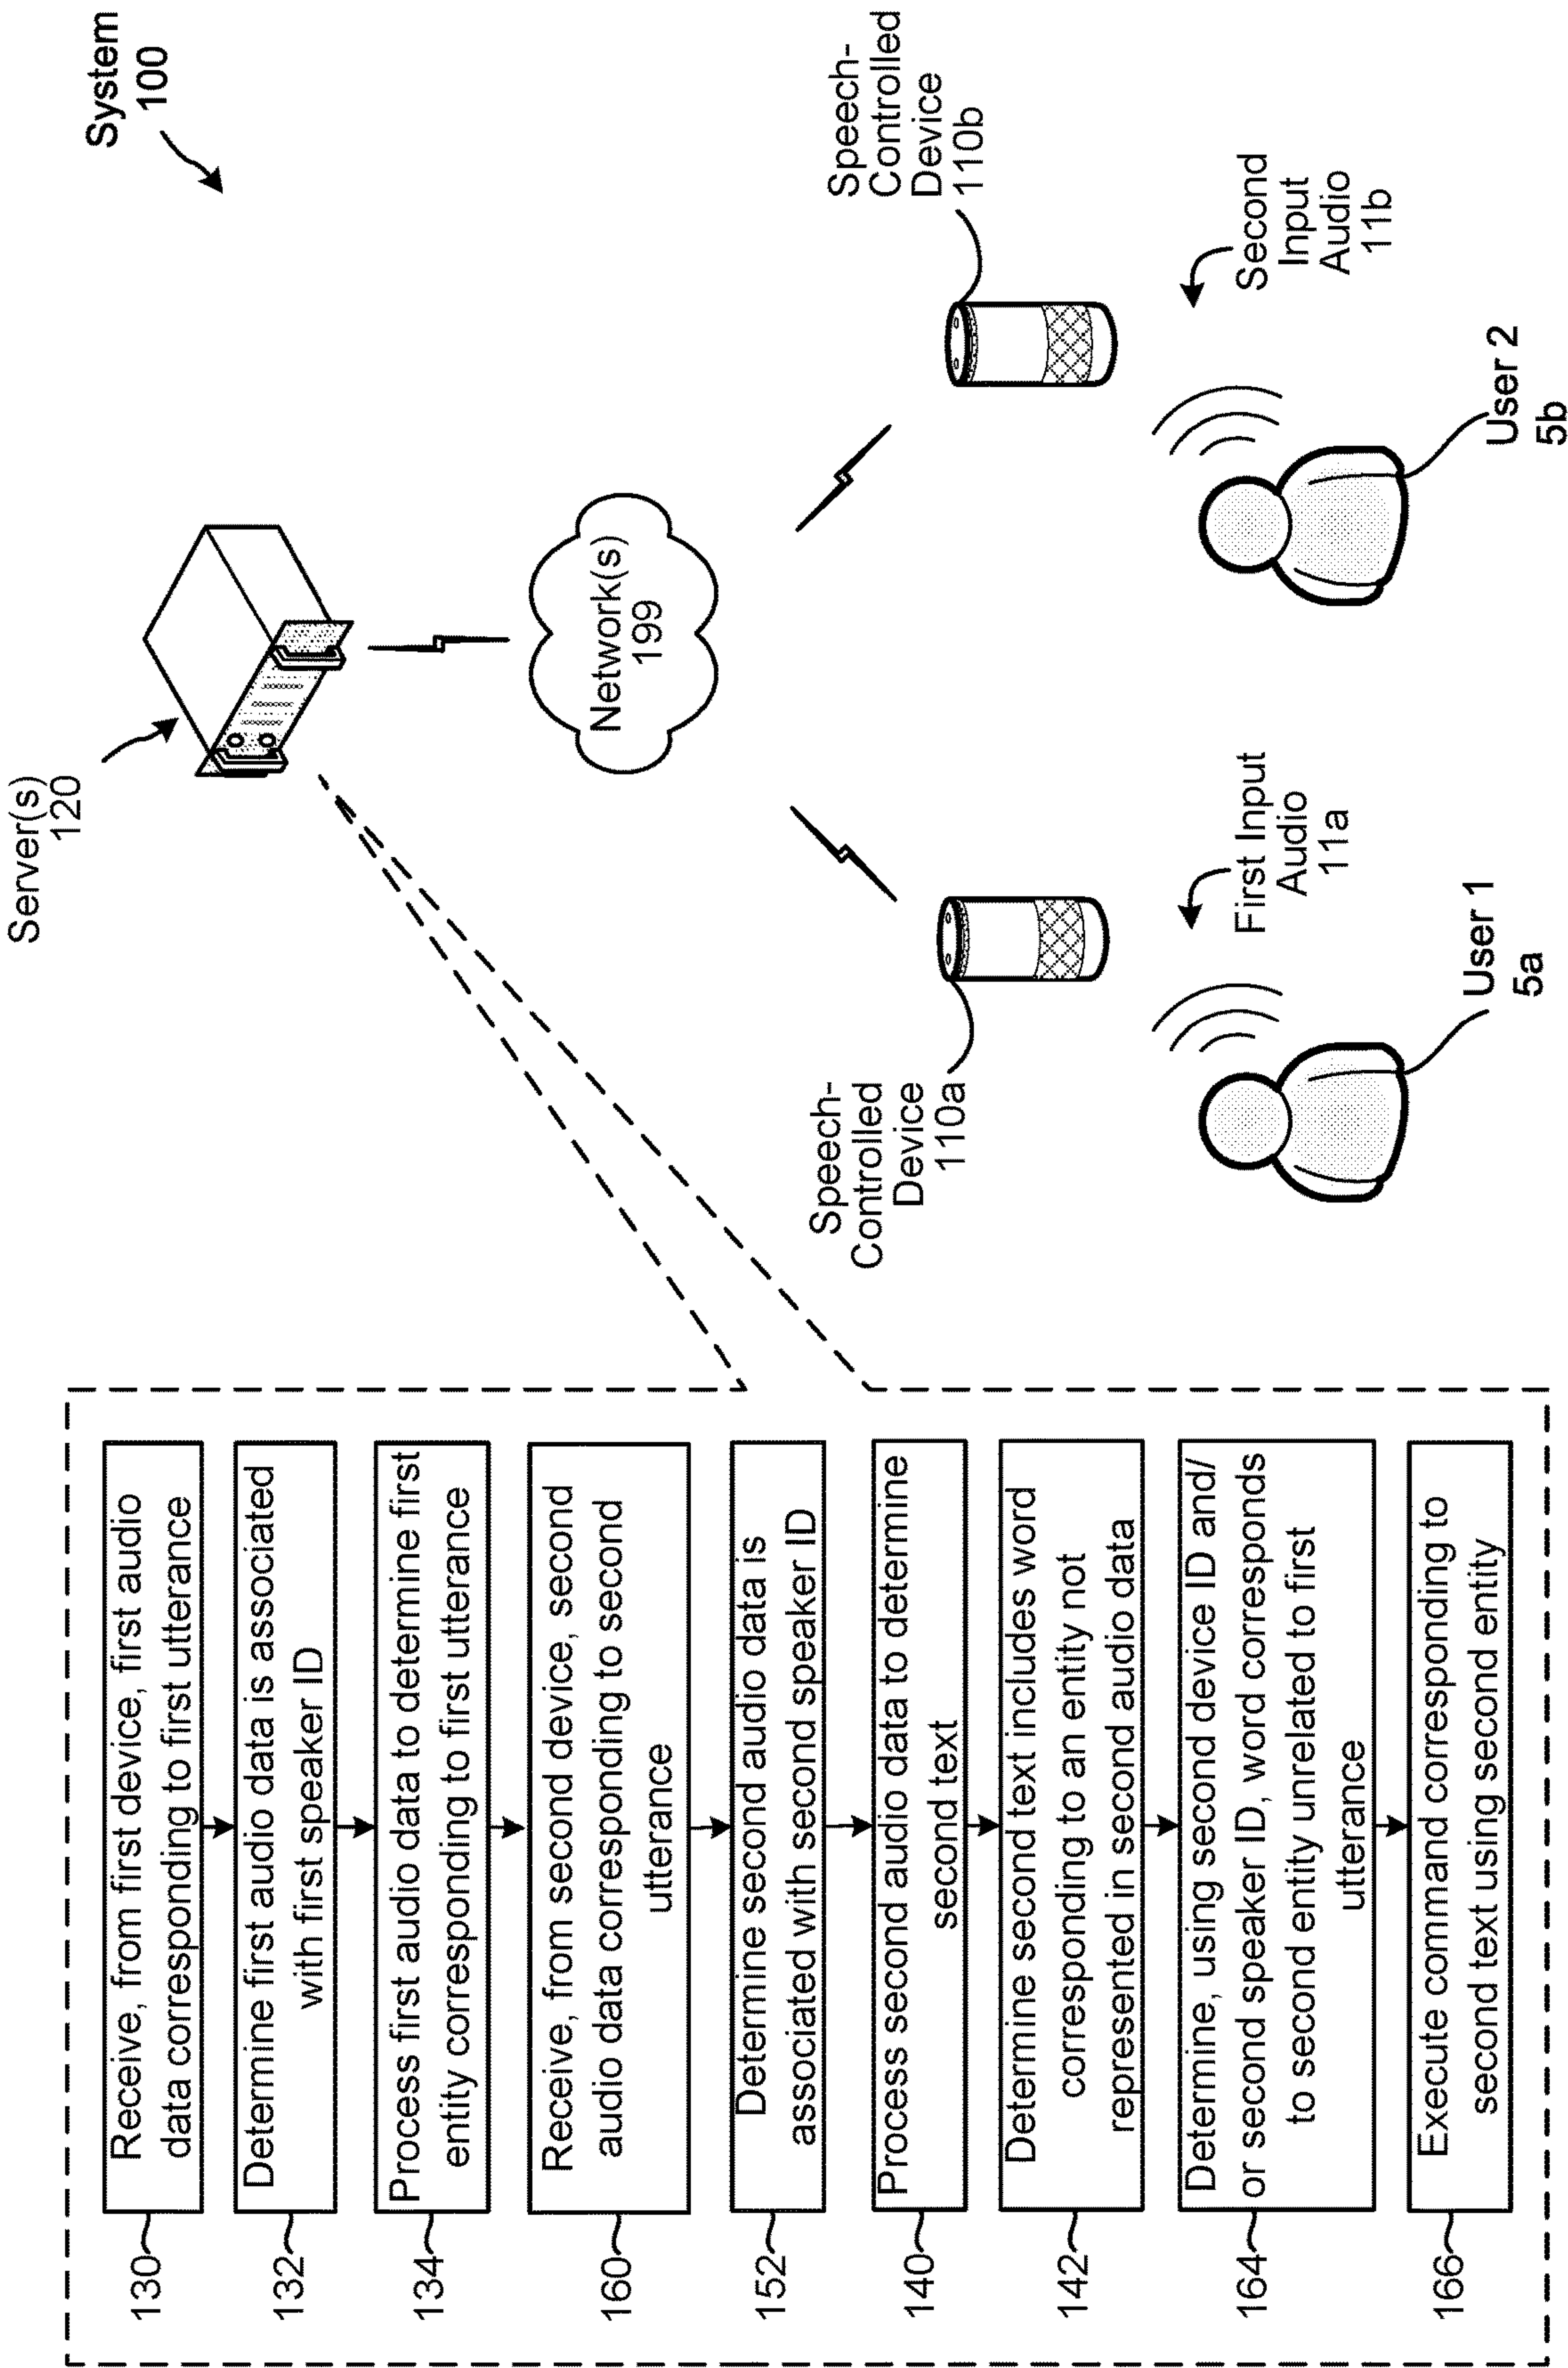 System
100
Server(s)
120
Network(s)
199
Speech-
Controlled
Device
110a
Speech-
Controlled
Device
110b
First Input
Audio
11a
Second
Input
Audio
11b
User 1
5a
User 2
5b
130
Receive, from first device, first audio
data corresponding to first utterance
132
Determine first audio data is associated
with first speaker ID
134
Process first audio data to determine first
entity corresponding to first utterance
160
Receive, from second device, second
audio data corresponding to second
utterance
152
Determine second audio data is
associated with second speaker ID
140
Process second audio data to determine
second text
142
Determine second text includes word
corresponding to an entity not
represented in second audio data
164
Determine, using second device ID and/
or second speaker ID, word corresponds
to second entity unrelated to first
utterance
166
Execute command corresponding to
second text using second entity